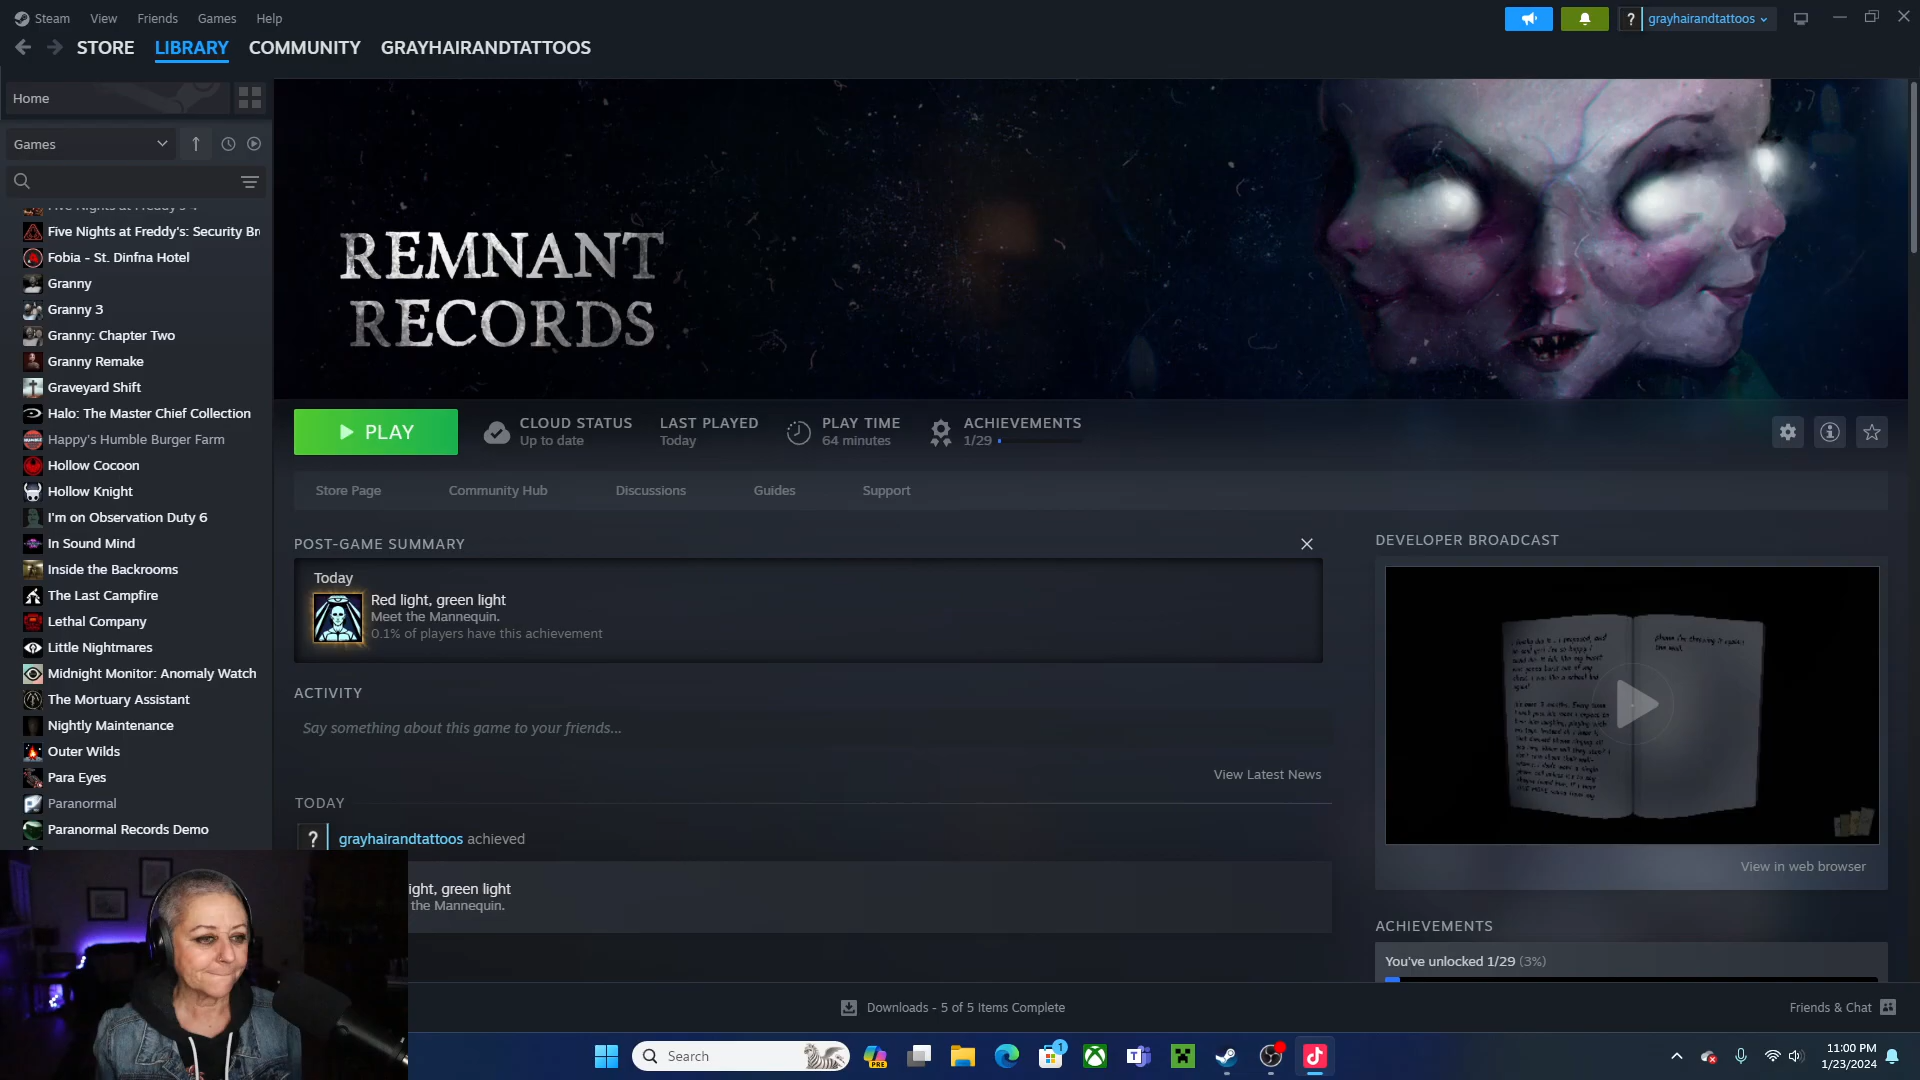 Steam
View
Friends
Games
Help
grayhairandtattoos
STORE
LIBRARY
COMMUNITY
GRAYHAIRANDTATTOOS
Home
Games
Five Nights at Freddy's: Security Br
Fobia - St. Dinfna Hotel
Granny
Granny 3
Granny: Chapter Two
Granny Remake
Graveyard Shift
Halo: The Master Chief Collection
Happy's Humble Burger Farm
Hollow Cocoon
Hollow Knight
I'm on Observation Duty 6
In Sound Mind
Inside the Backrooms
The Last Campfire
Lethal Company
Little Nightmares
Midnight Monitor: Anomaly Watch
The Mortuary Assistant
Nightly Maintenance
Outer Wilds
Para Eyes
Paranormal
Paranormal Records Demo
REMNANT
RECORDS
PLAY
CLOUD STATUS
Up to date
LAST PLAYED
Today
PLAY TIME
64 minutes
ACHIEVEMENTS
1/29
Store Page
Community Hub
Discussions
Guides
Support
POST-GAME SUMMARY
Today
Red light, green light
Meet the Mannequin.
0.1% of players have this achievement
ACTIVITY
Say something about this game to your friends...
View Latest News
TODAY
? grayhairandtattoos achieved
ight, green light
the Mannequin.
DEVELOPER BROADCAST
View in web browser
ACHIEVEMENTS
You've unlocked 1/29 (3%)
Downloads - 5 of 5 Items Complete
Friends & Chat
Search
PRE
1
11:00 PM
1/23/2024